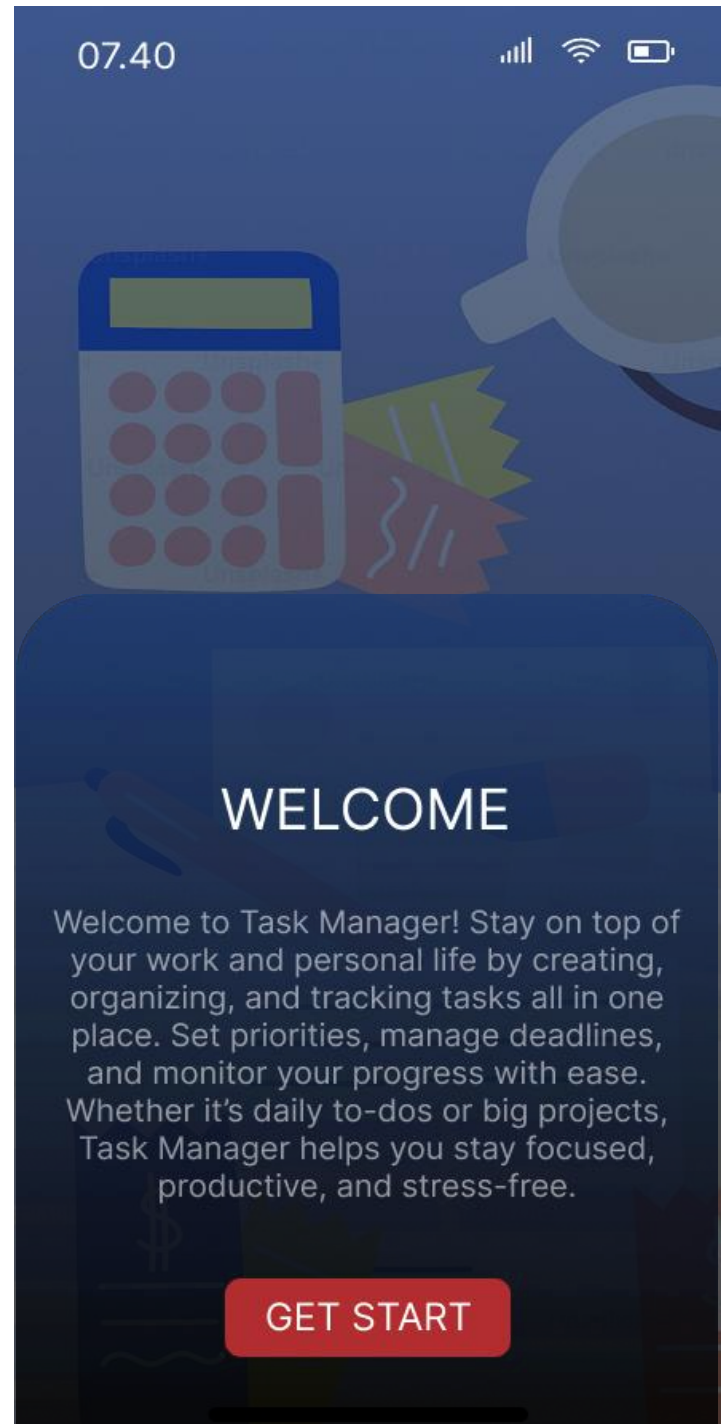 07.40
WELCOME
Welcome to Task Manager! Stay on top of
your work and personal life by creating,
organizing, and tracking tasks all in one
place. Set priorities, manage deadlines,
and monitor your progress with ease.
Whether it’s daily to-dos or big projects,
Task Manager helps you stay focused,
productive, and stress-free.
$
GET START